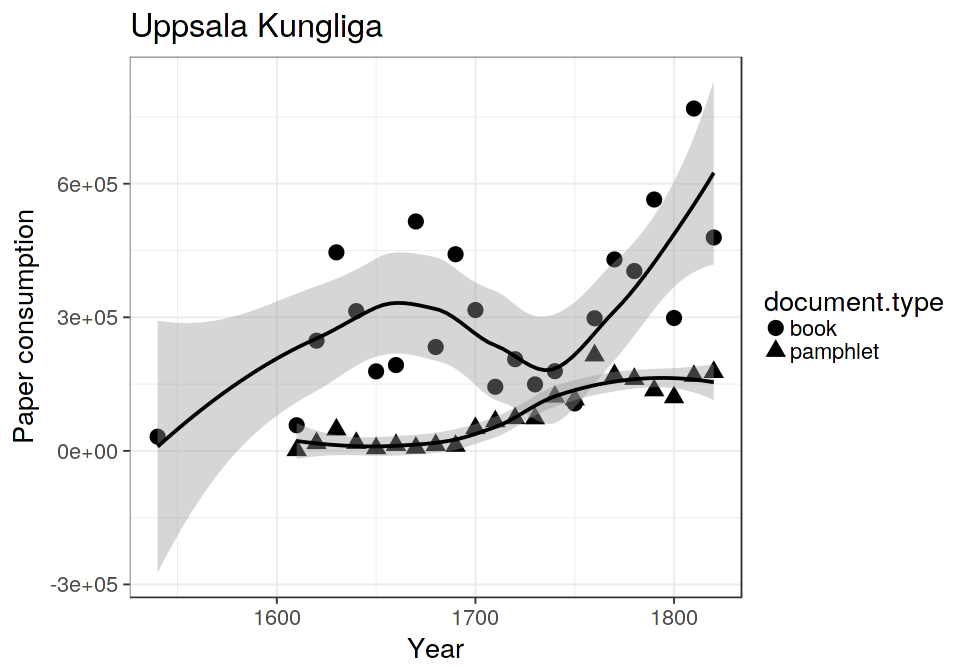 Uppsala Kungliga
Paper consumption
6e+05
3e+05
0e+00
-3e+05
1600
1700
1800
Year
document.type
book
pamphlet